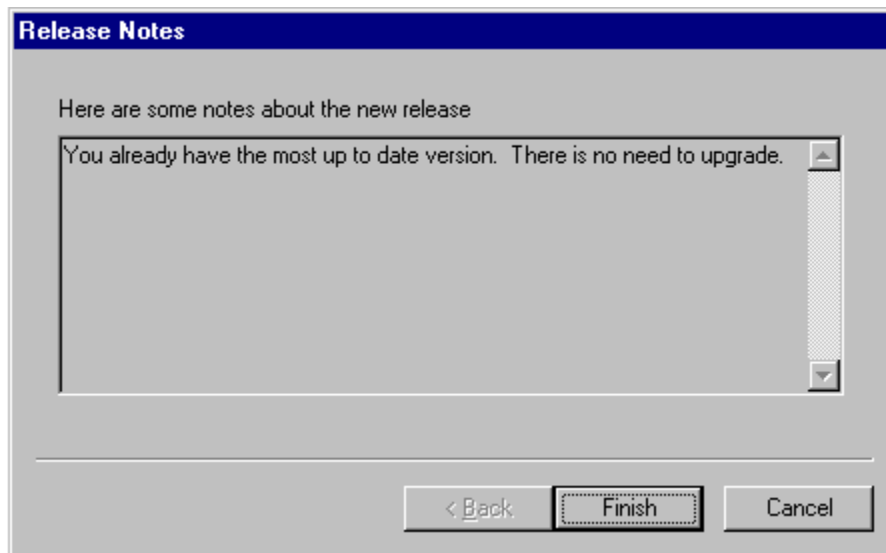 Release Notes
Here are some notes about the new release
You already have the most up to date version.  There is no need to upgrade.
< Back
Finish
Cancel